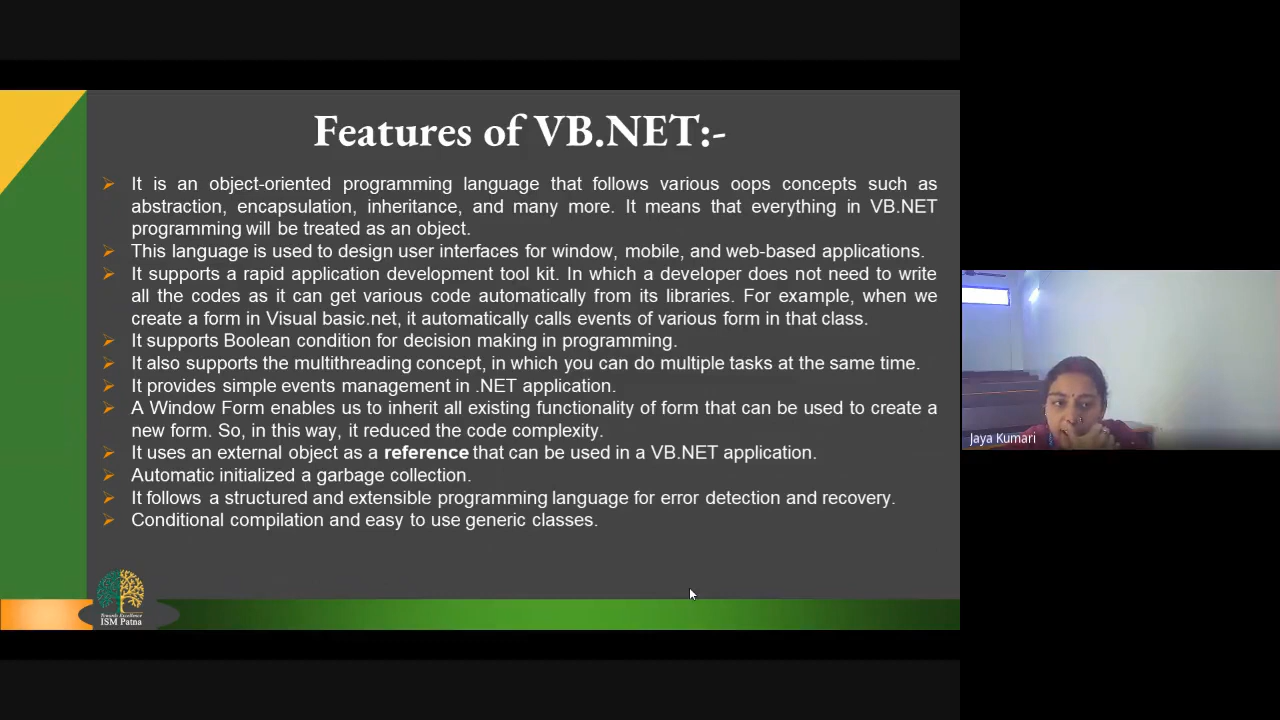 Features of VB.NET:-
It is an object-oriented programming language that follows various oops concepts such as
abstraction, encapsulation, inheritance, and many more. It means that everything in VB.NET
programming will be treated as an object.
This language is used to design user interfaces for window, mobile, and web-based applications.
It supports a rapid application development tool kit. In which a developer does not need to write
all the codes as it can get various code automatically from its libraries. For example, when we
create a form in Visual basic.net, it automatically calls events of various form in that class.
It supports Boolean condition for decision making in programming.
It also supports the multithreading concept, in which you can do multiple tasks at the same time.
It provides simple events management in .NET application.
A Window Form enables us to inherit all existing functionality of form that can be used to create a
new form. So, in this way, it reduced the code complexity.
It uses an external object as a reference that can be used in a VB.NET application.
Automatic initialized a garbage collection.
It follows a structured and extensible programming language for error detection and recovery.
Conditional compilation and easy to use generic classes.
Towards Excellence
ISM Patna
Jaya Kumari